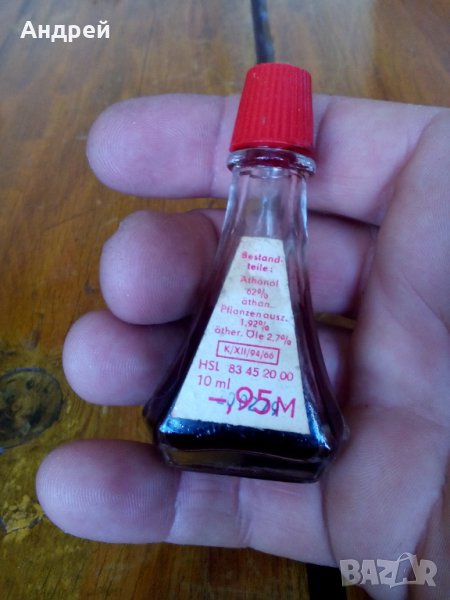 Андрей
Bestand-
teile:
Äthanol
62%
äthan.
Pflanzenausz.
1,92%
äther. Öle 2,7%
K/XII/94/66
HSL 83 45 20 00
10 ml
-,95M
BAZAR